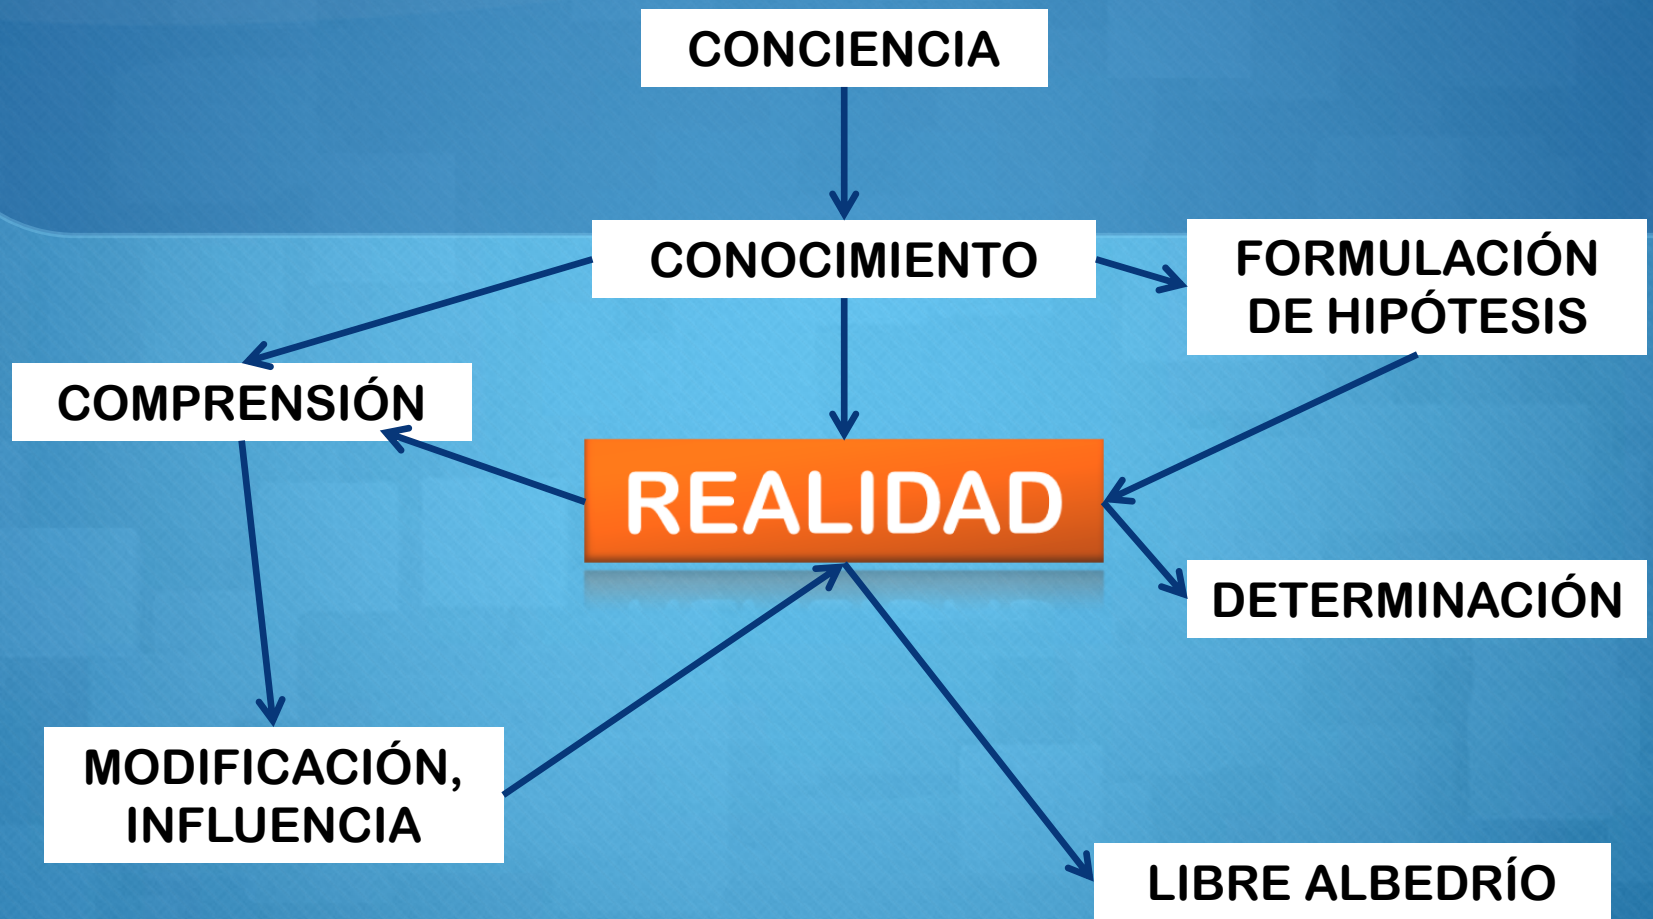 CONCIENCIA
CONOCIMIENTO
FORMULACIÓN
DE HIPÓTESIS
COMPRENSIÓN
REALIDAD
DETERMINACIÓN
MODIFICACIÓN,
INFLUENCIA
LIBRE ALBEDRÍO